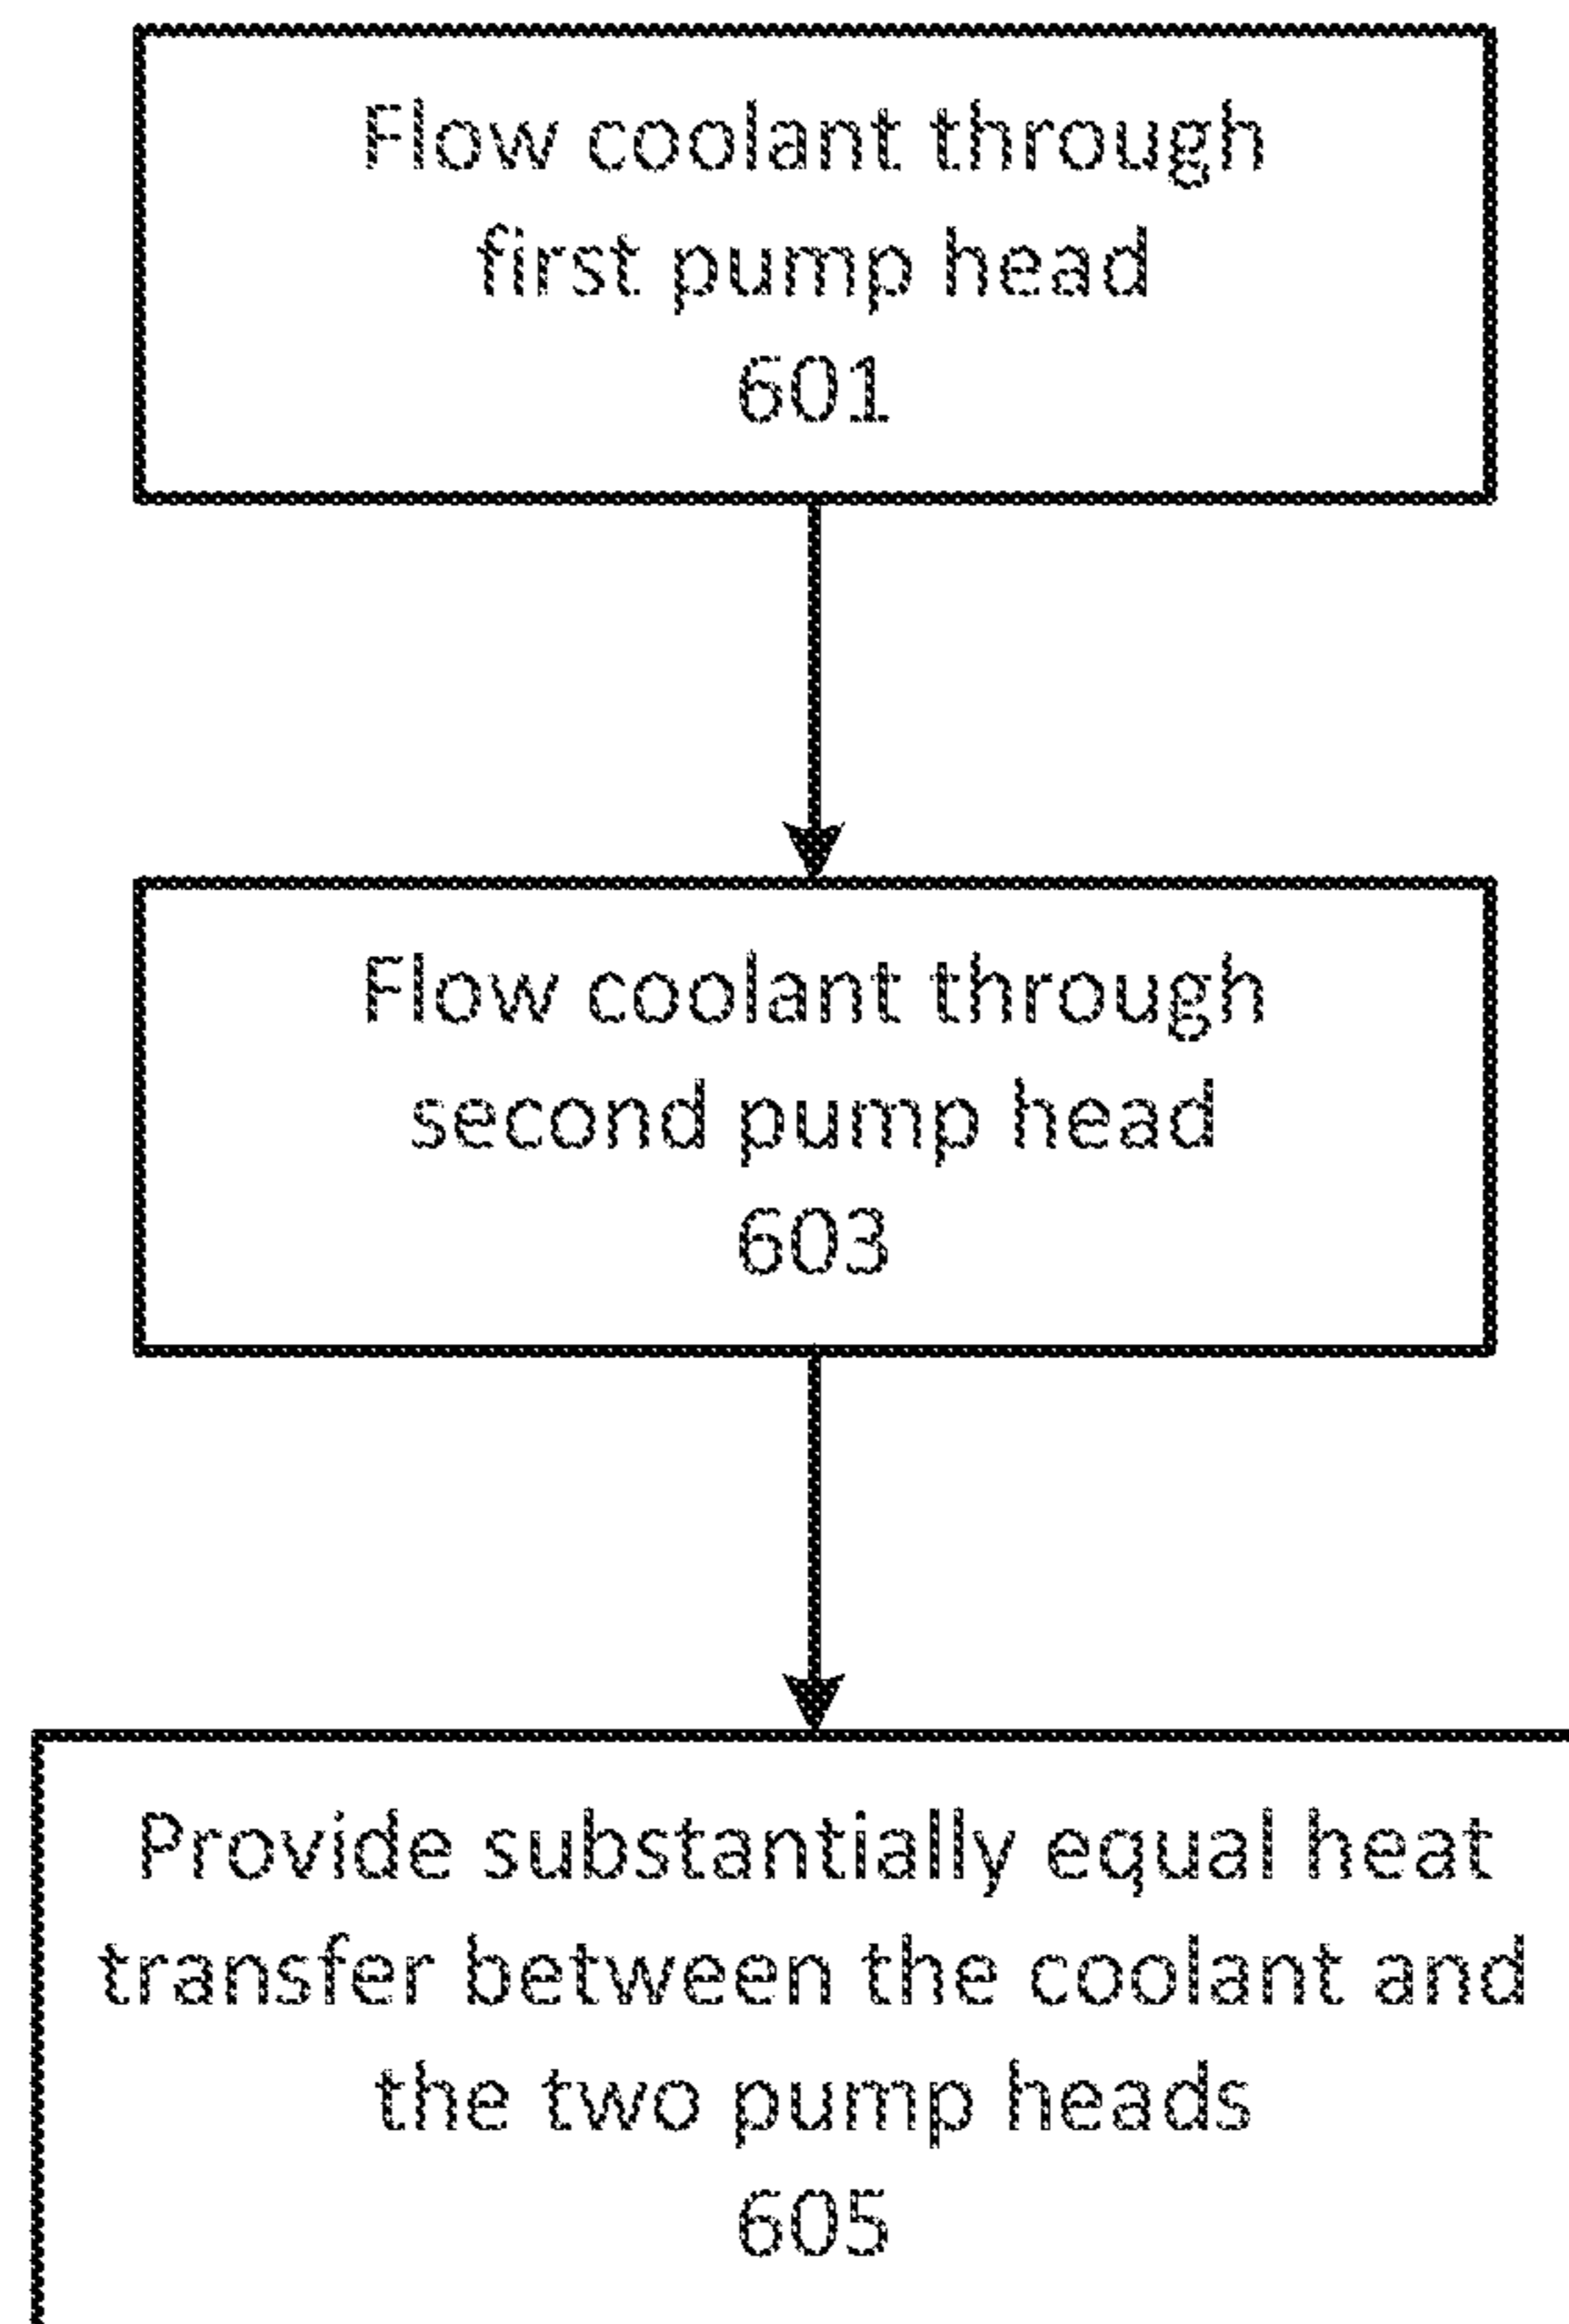 Flow coolant through
first pump head
601
Flow coolant through
second pump head
603
Provide substantially equal heat
transfer between the coolant and
the two pump heads
605